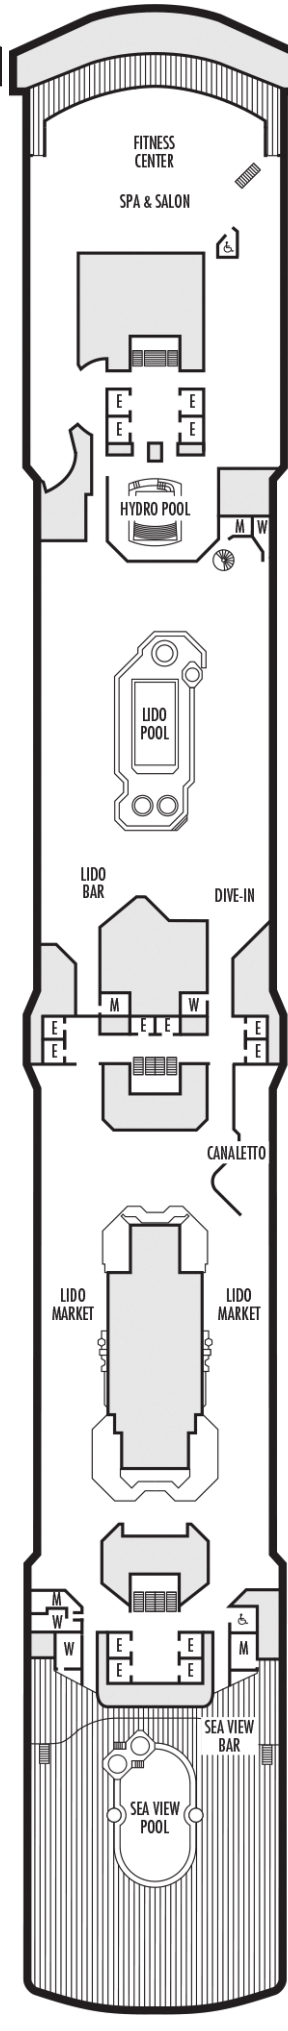 FITNESS
CENTER
SPA & SALON
E E
E E
HYDRO POOL
M W
LIDO
POOL
LIDO
BAR
DIVE-IN
M W
E E E E
E E
CANALETTO
LIDO
MARKET
LIDO
MARKET
M
W
W E E M
E E
SEA VIEW
BAR
SEA VIEW
POOL